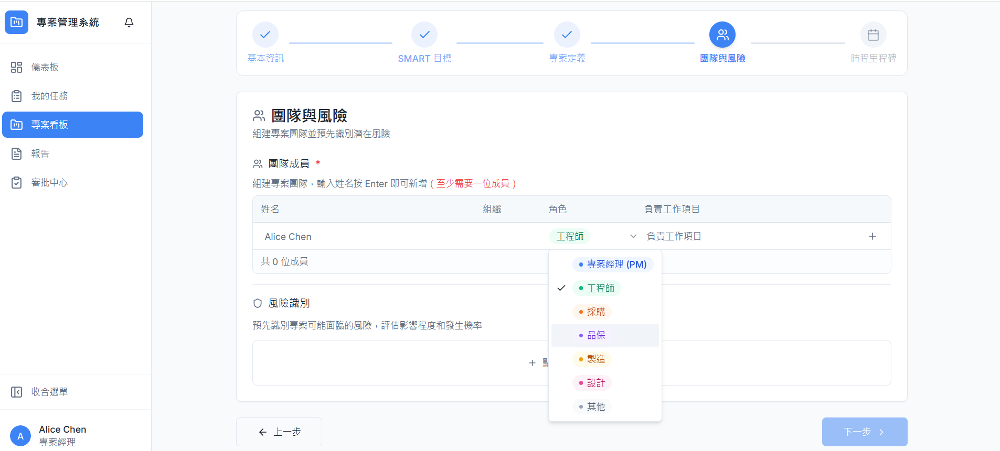 專案管理系統
儀表板
我的任務
專案看板
報告
審批中心
收合選單
A
Alice Chen
專案經理
基本資訊
SMART 目標
專案定義
團隊與風險
時程里程碑
團隊與風險
組建專案團隊並預先識別潛在風險
團隊成員 *
組建專案團隊，輸入姓名按 Enter 即可新增 ( 至少需要一位成員 )
姓名 組織 角色 負責工作項目
Alice Chen 工程師 負責工作項目
共 0 位成員
專案經理 (PM)
工程師
採購
品保
製造
設計
其他
風險識別
預先識別專案可能面臨的風險，評估影響程度和發生機率
+ 點
上一步
下一步